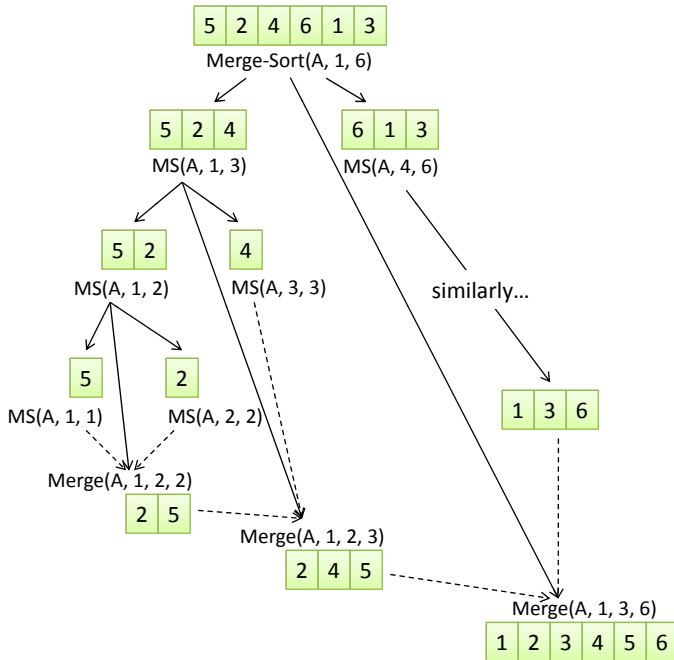 5 2 4 6 1 3
Merge-Sort(A, 1, 6)
5 2 4
6 1 3
MS(A, 1, 3)
MS(A, 4, 6)
5 2
4
MS(A, 1, 2)
MS(A, 3, 3)
similarly...
5
2
MS(A, 1, 1)
MS(A, 2, 2)
1 3 6
Merge(A, 1, 2, 2)
2 5
Merge(A, 1, 2, 3)
2 4 5
Merge(A, 1, 3, 6)
1 2 3 4 5 6